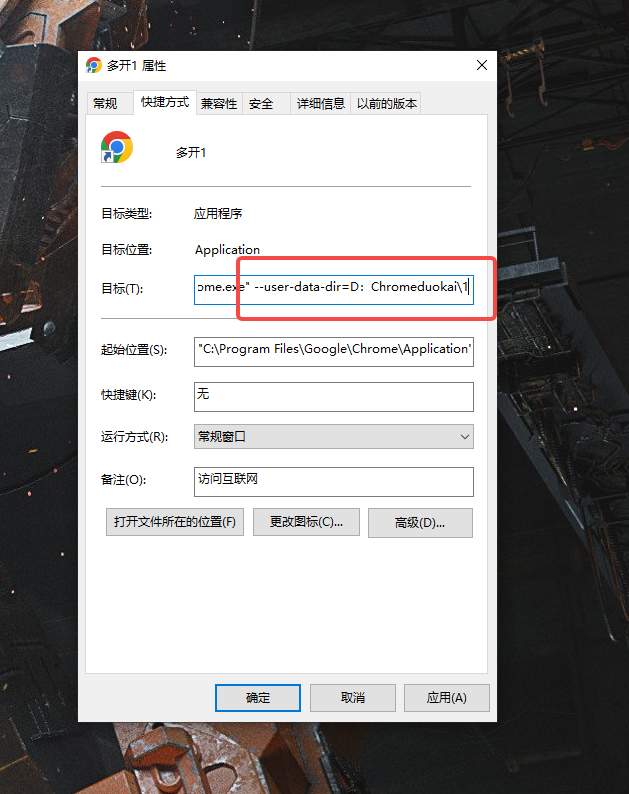 多开1 属性
常规 快捷方式 兼容性 安全 详细信息 以前的版本
多开1
目标类型: 应用程序
目标位置: Application
目标(T): ome.exe" --user-data-dir=D：Chromeduokai\1
起始位置(S): "C:\Program Files\Google\Chrome\Application"
快捷键(K): 无
运行方式(R): 常规窗口
备注(O): 访问互联网
打开文件所在的位置(F) 更改图标(C)... 高级(D)...
确定 取消 应用(A)